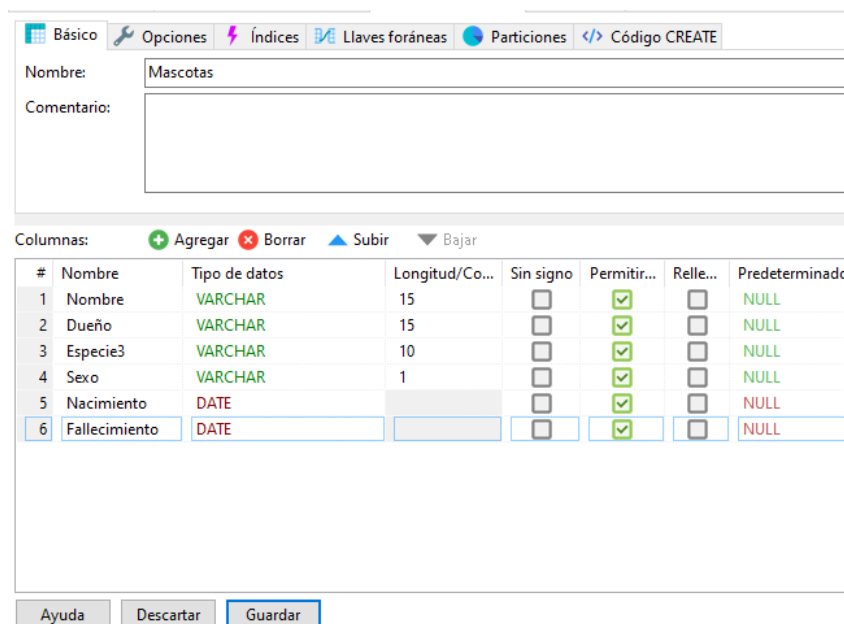 Básico Opciones Índices Llaves foráneas Particiones </> Código CREATE
Nombre: Mascotas
Comentario:
Columnas: Agregar Borrar Subir Bajar
# Nombre Tipo de datos Longitud/Co... Sin signo Permitir... Relle... Predeterminado
1 Nombre VARCHAR 15 NULL
2 Dueño VARCHAR 15 NULL
3 Especie3 VARCHAR 10 NULL
4 Sexo VARCHAR 1 NULL
5 Nacimiento DATE NULL
6 Fallecimiento DATE NULL
Ayuda Descartar Guardar